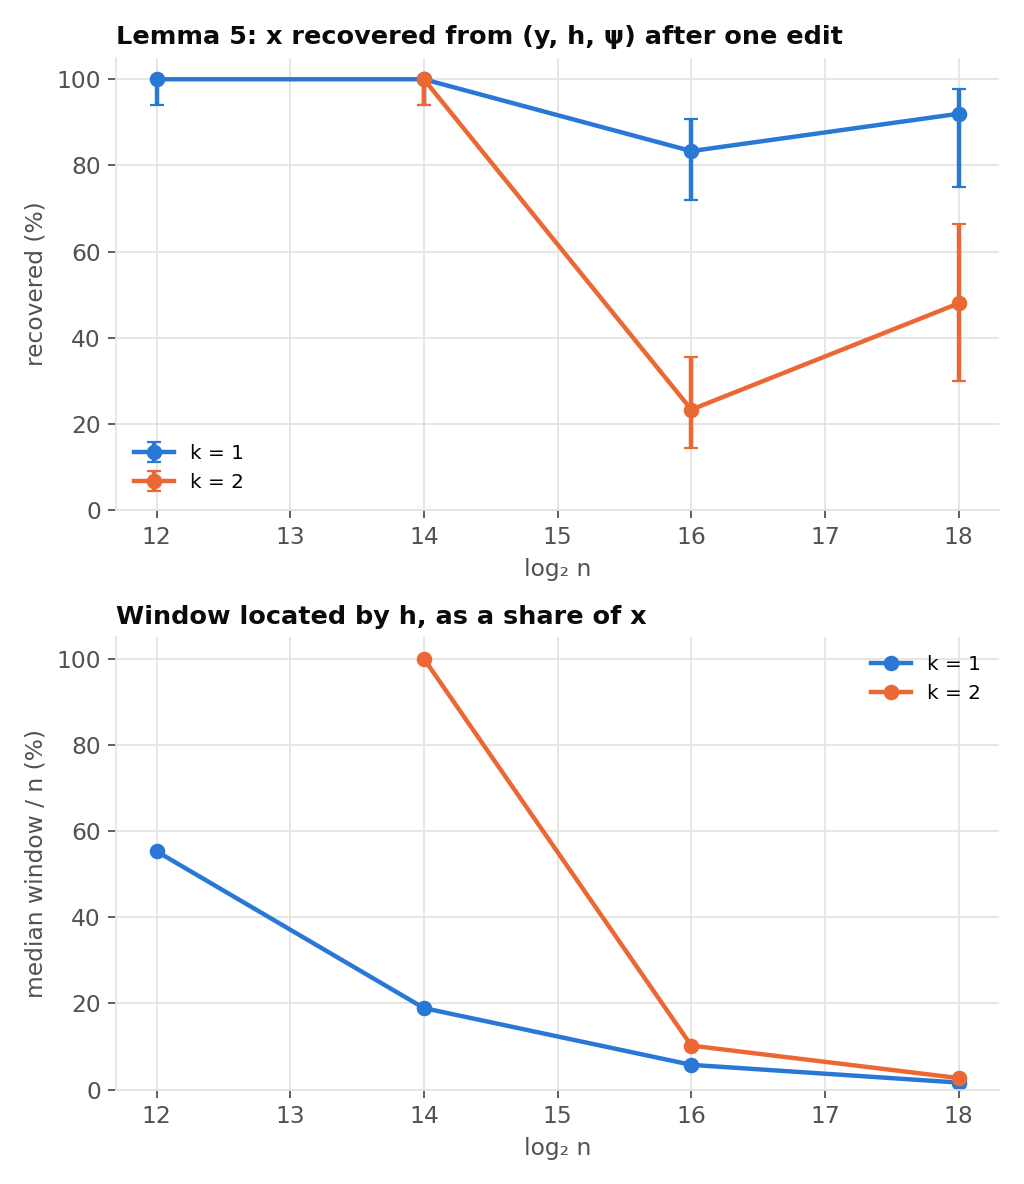 Lemma 5: x recovered from (y, h, ψ) after one edit
100
80
60
40
20
0
recovered (%)
k = 1
k = 2
12 13 14 15 16 17 18
log₂ n
Window located by h, as a share of x
100
80
60
40
20
0
median window / n (%)
k = 1
k = 2
12 13 14 15 16 17 18
log₂ n